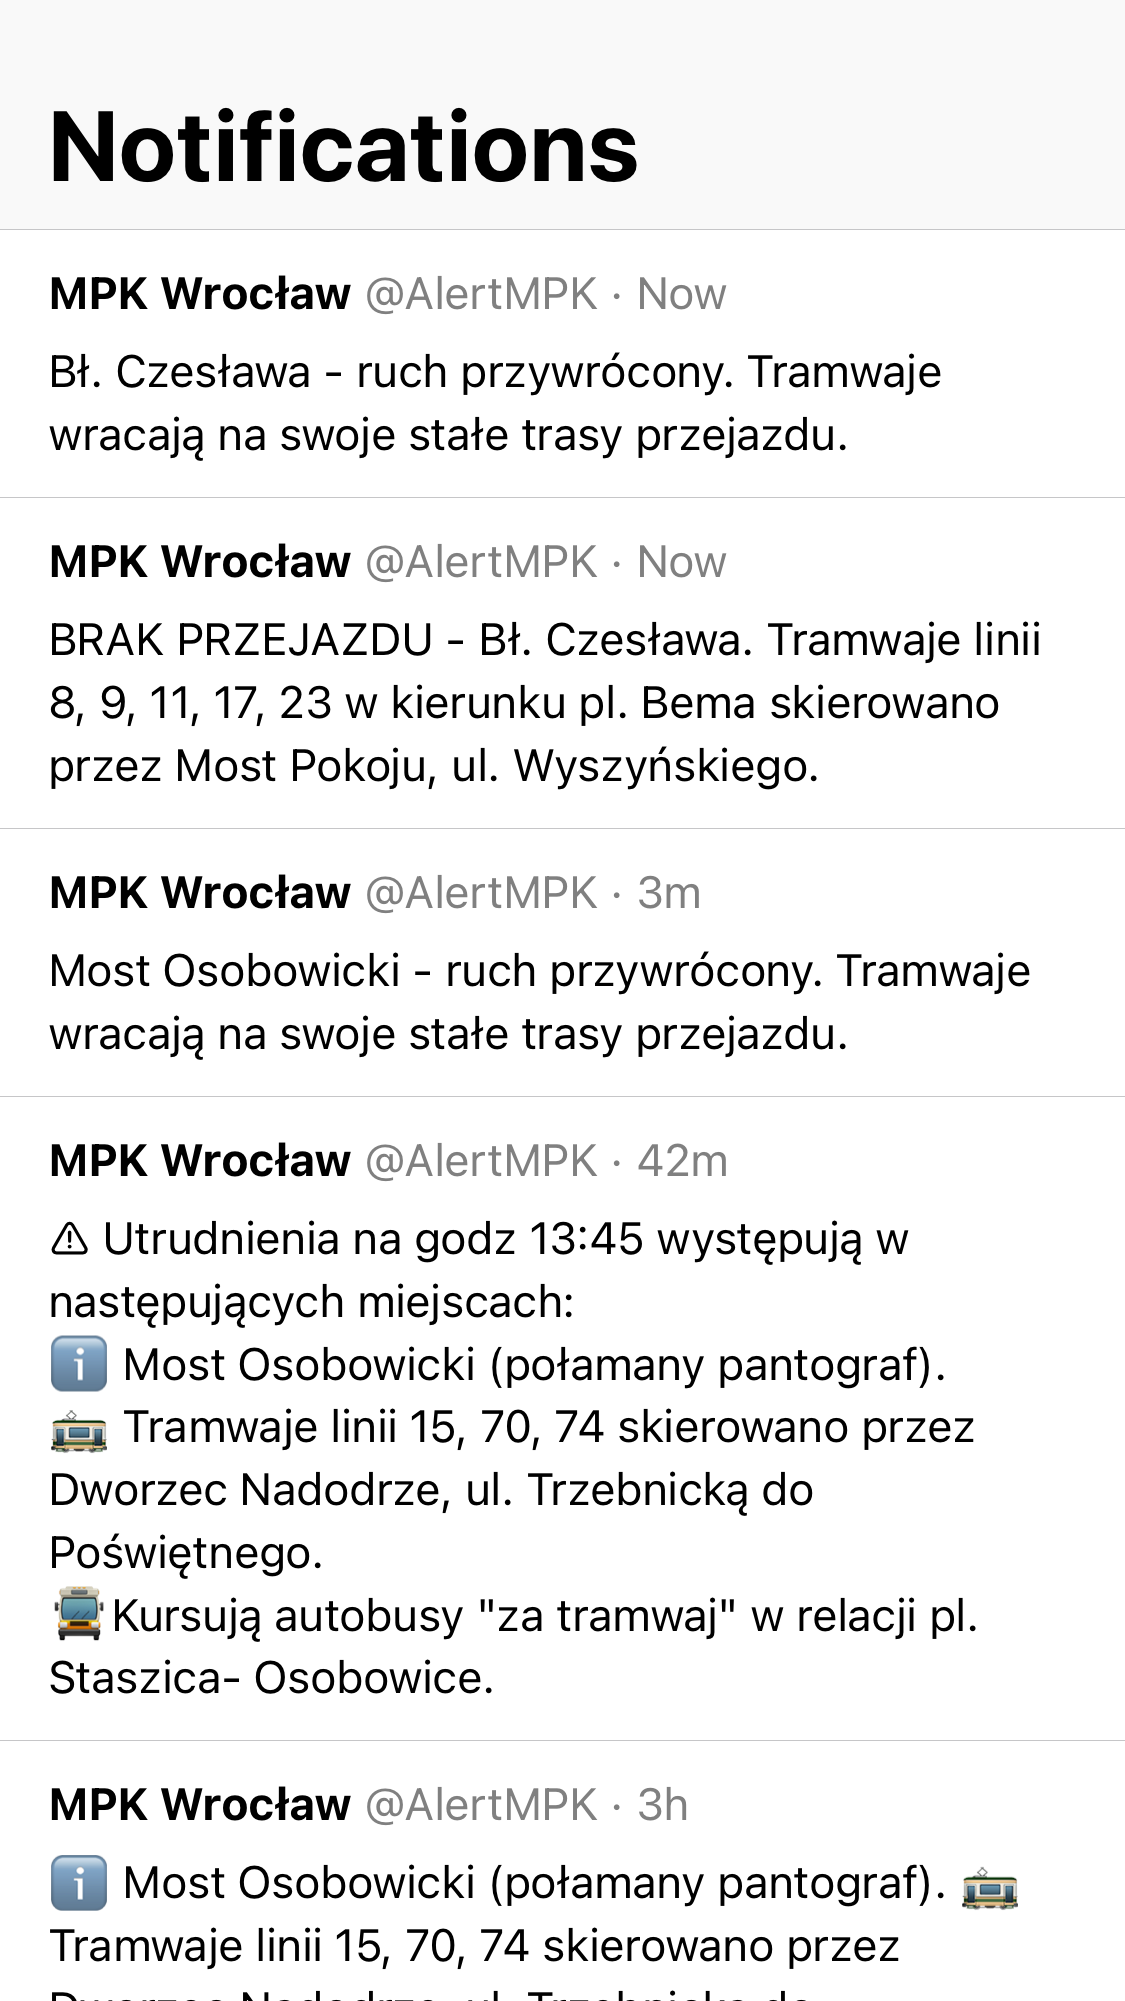 Notifications
MPK Wrocław @AlertMPK · Now
Bł. Czesława - ruch przywrócony. Tramwaje
wracają na swoje stałe trasy przejazdu.
MPK Wrocław @AlertMPK · Now
BRAK PRZEJAZDU - Bł. Czesława. Tramwaje linii
8, 9, 11, 17, 23 w kierunku pl. Bema skierowano
przez Most Pokoju, ul. Wyszyńskiego.
MPK Wrocław @AlertMPK · 3m
Most Osobowicki - ruch przywrócony. Tramwaje
wracają na swoje stałe trasy przejazdu.
MPK Wrocław @AlertMPK · 42m
⚠ Utrudnienia na godz 13:45 występują w
następujących miejscach:
ℹ️ Most Osobowicki (połamany pantograf).
🚋 Tramwaje linii 15, 70, 74 skierowano przez
Dworzec Nadodrze, ul. Trzebnicką do
Poświętnego.
🚍Kursują autobusy "za tramwaj" w relacji pl.
Staszica- Osobowice.
MPK Wrocław @AlertMPK · 3h
ℹ️ Most Osobowicki (połamany pantograf). 🚋
Tramwaje linii 15, 70, 74 skierowano przez